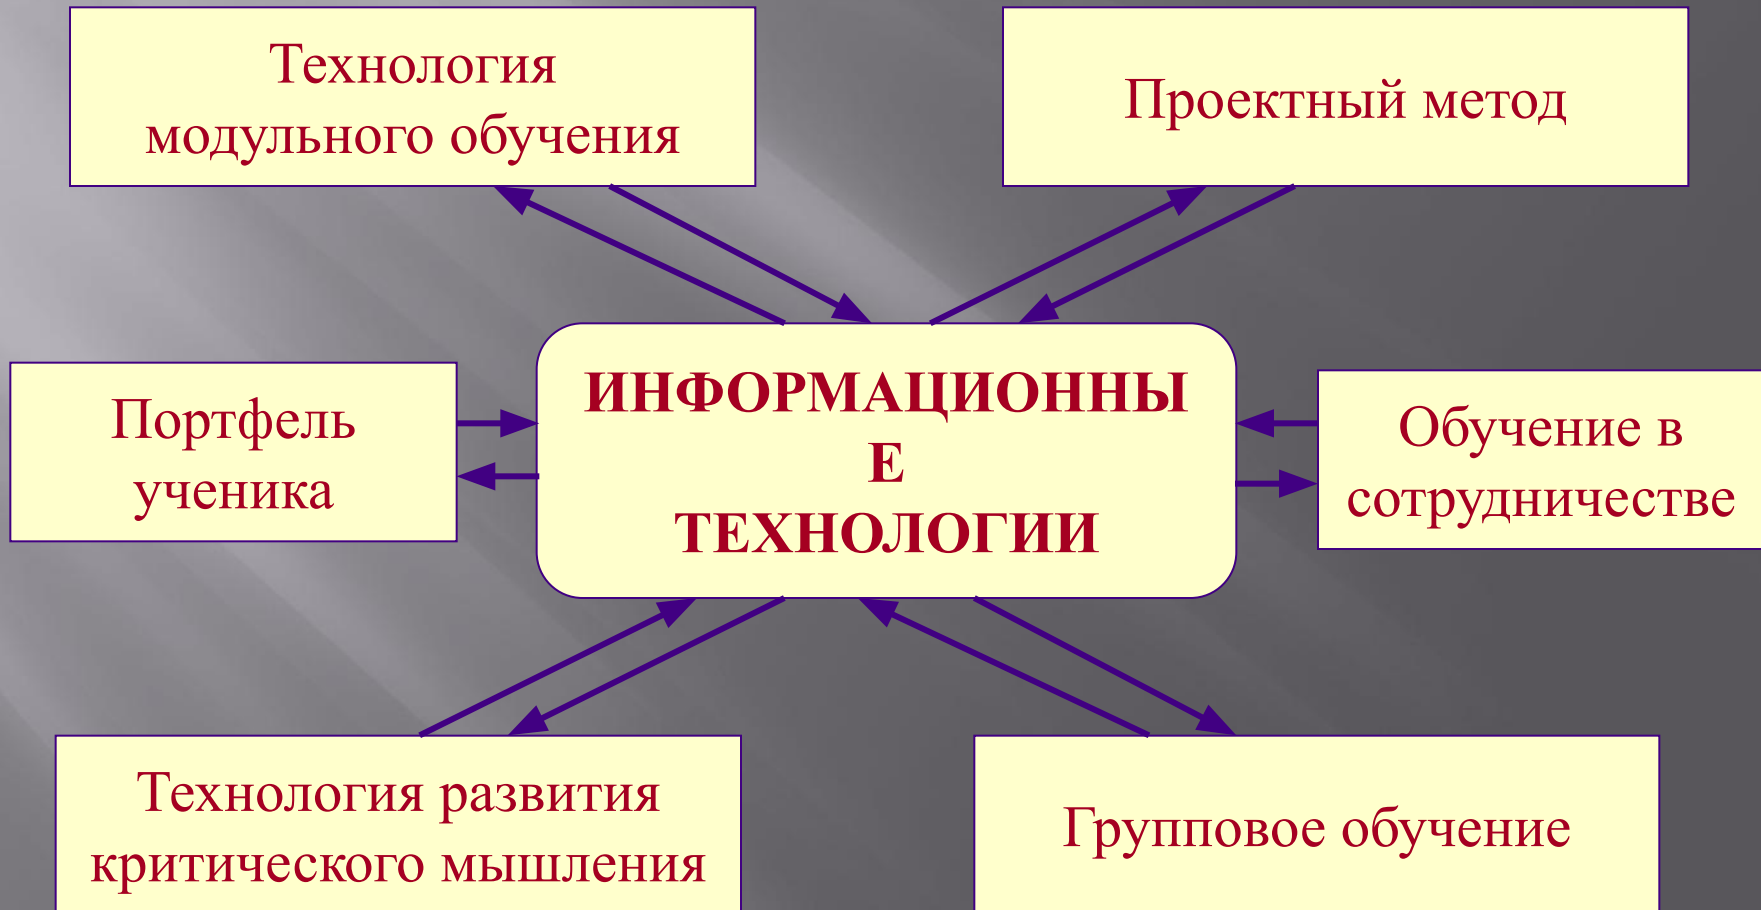 Технология
модульного обучения
Проектный метод
Портфель
ученика
ИНФОРМАЦИОННЫ
Е
ТЕХНОЛОГИИ
Обучение в
сотрудничестве
Технология развития
критического мышления
Групповое обучение